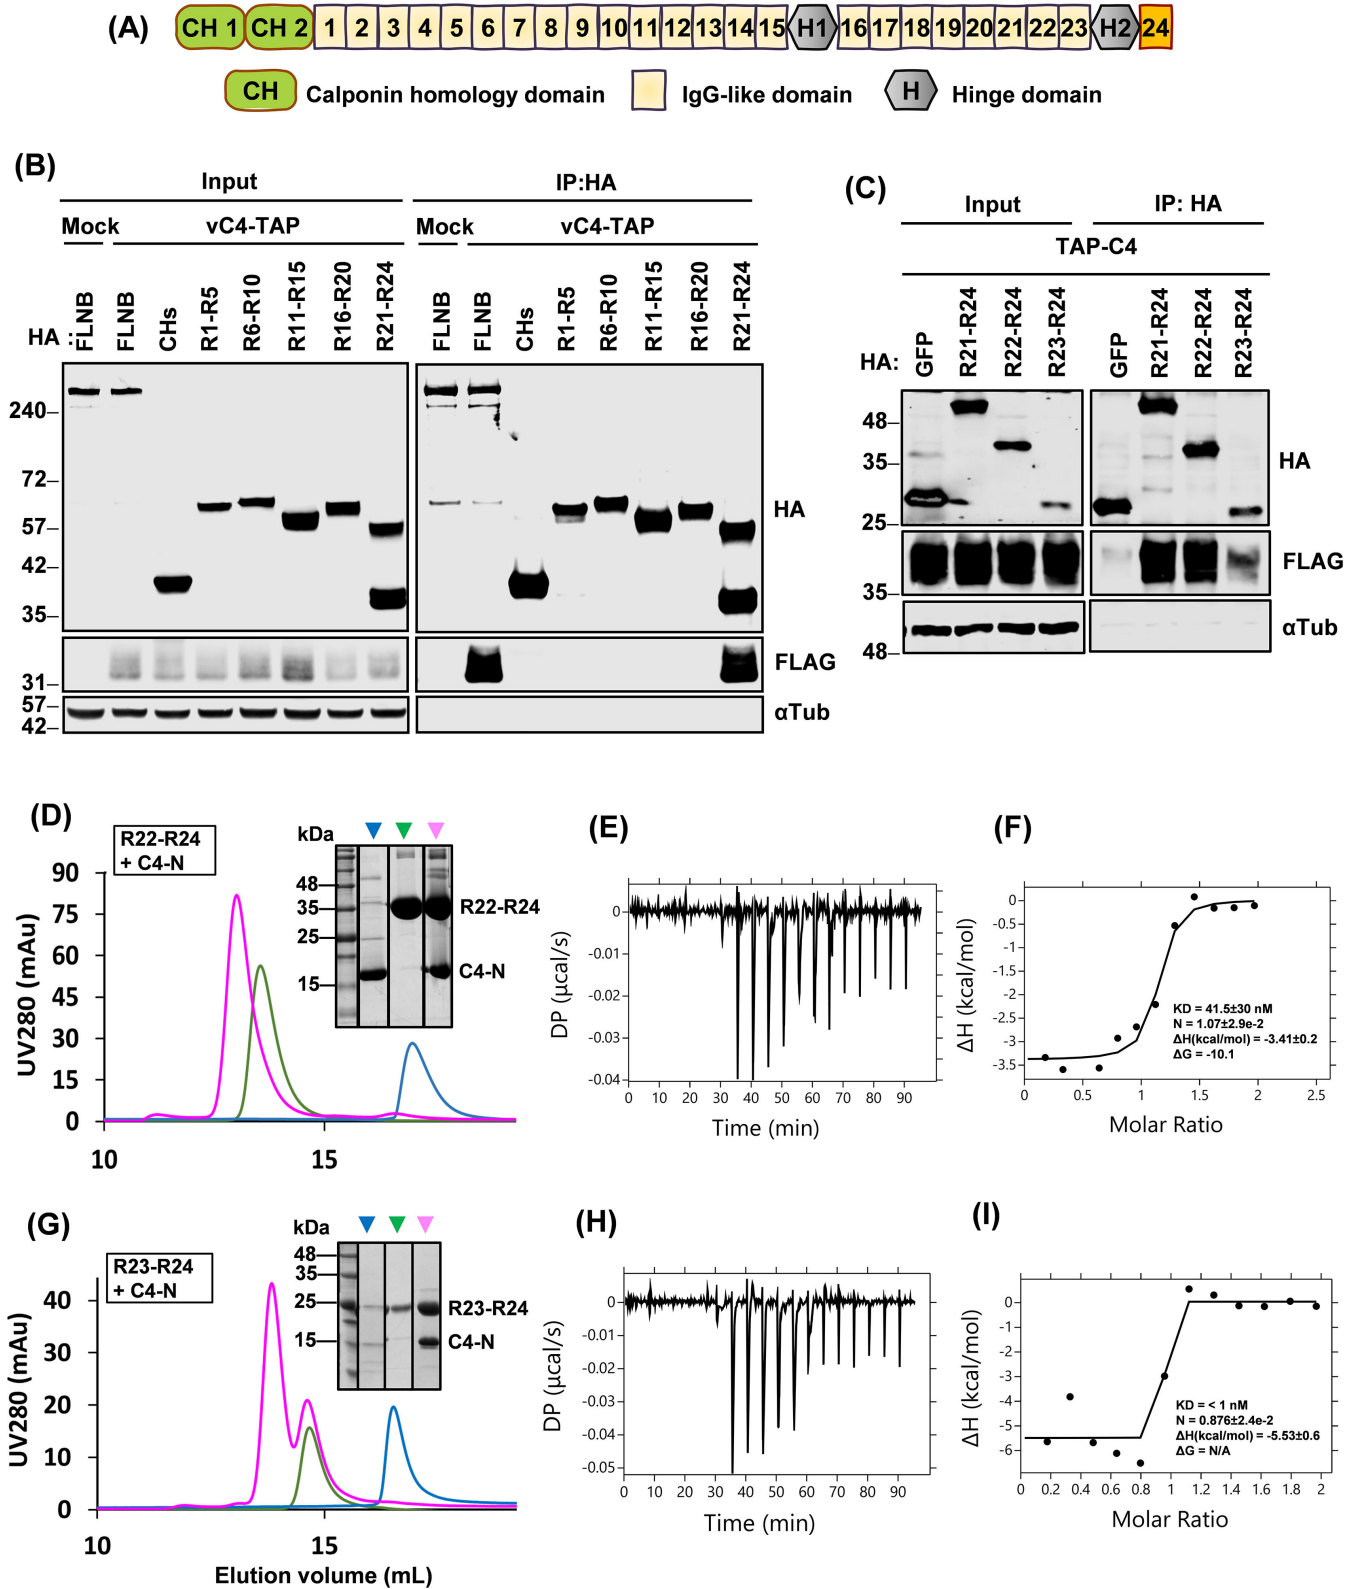 (A)
CH 1 CH 2 1 2 3 4 5 6 7 8 9 10 11 12 13 14 15 H1 16 17 18 19 20 21 22 23 H2 24
CH Calponin homology domain IgG-like domain H Hinge domain
(B)
Input IP:HA
Mock vC4-TAP Mock vC4-TAP
HA : FLNB FLNB CHs R1-R5 R6-R10 R11-R15 R16-R20 R21-R24 FLNB FLNB CHs R1-R5 R6-R10 R11-R15 R16-R20 R21-R24
240
72
57
42
35
HA
31
FLAG
57
42
αTub
(C)
Input IP: HA
TAP-C4
HA: GFP R21-R24 R22-R24 R23-R24 GFP R21-R24 R22-R24 R23-R24
48
35
25
HA
35
FLAG
48
αTub
(D)
R22-R24
+ C4-N
UV280 (mAu)
90
75
60
45
30
15
0
10 15
kDa
48
35
25
15
R22-R24
C4-N
(E)
DP (µcal/s)
0
-0.01
-0.02
-0.03
-0.04
0 10 20 30 40 50 60 70 80 90
Time (min)
(F)
ΔH (kcal/mol)
0
-0.5
-1
-1.5
-2
-2.5
-3
-3.5
KD = 41.5±30 nM
N = 1.07±2.9e-2
ΔH(kcal/mol) = -3.41±0.2
ΔG = -10.1
0 0.5 1 1.5 2 2.5
Molar Ratio
(G)
R23-R24
+ C4-N
UV280 (mAu)
40
30
20
10
0
10 15
Elution volume (mL)
kDa
48
35
25
15
R23-R24
C4-N
(H)
DP (µcal/s)
0
-0.01
-0.02
-0.03
-0.04
-0.05
0 10 20 30 40 50 60 70 80 90
Time (min)
(I)
ΔH (kcal/mol)
0
-1
-2
-3
-4
-5
-6
KD = < 1 nM
N = 0.876±2.4e-2
ΔH(kcal/mol) = -5.53±0.6
ΔG = N/A
0 0.2 0.4 0.6 0.8 1 1.2 1.4 1.6 1.8 2
Molar Ratio